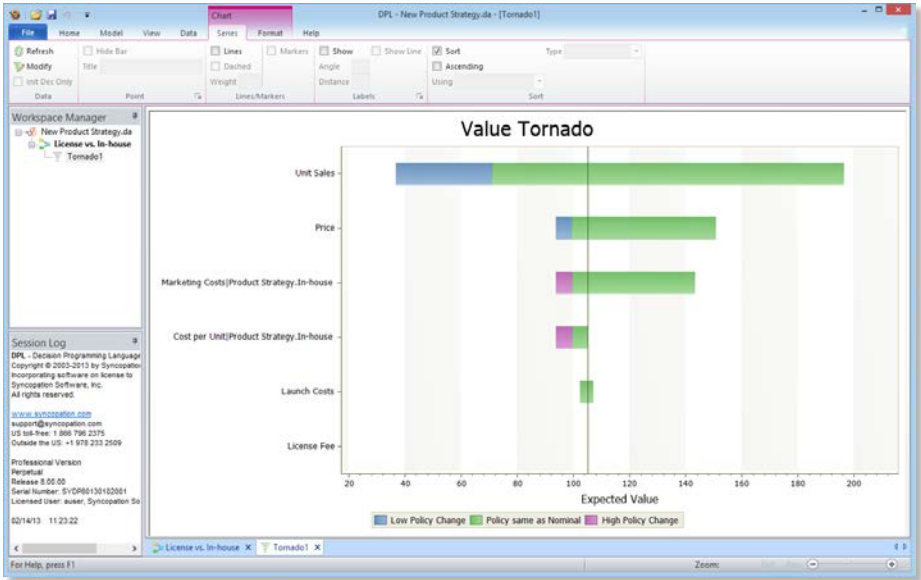 Chart
DPL - New Product Strategy.da - [Tornado1]
File Home Model View Data Series Format Help
Refresh
Modify
Init Dec Only
Data
Hide Bar
Title
Point
Lines Markers
Dashed
Weight
Lines/Markers
Show Show Line
Angle
Distance
Labels
Sort Type
Ascending
Using
Sort
Workspace Manager
New Product Strategy.da
License vs. In-house
Tornado1
Session Log
DPL - Decision Programming Language
Copyright © 2003-2013 by Syncopation
Incorporating software on license to
Syncopation Software, Inc.
All rights reserved.
www.syncopation.com
support@syncopation.com
US toll-free: 1 866 796 2375
Outside the US: +1 978 233 2509
Professional Version
Perpetual
Release 8.00.00
Serial Number: SVDP80130102001
Licensed User: auser, Syncopation So
02/14/13 11:23:22
Value Tornado
Unit Sales
Price
Marketing Costs|Product Strategy.In-house
Cost per Unit|Product Strategy.In-house
Launch Costs
License Fee
20 40 60 80 100 120 140 160 180 200
Expected Value
Low Policy Change Policy same as Nominal High Policy Change
License vs. In-house Tornado1
For Help, press F1
Zoom: